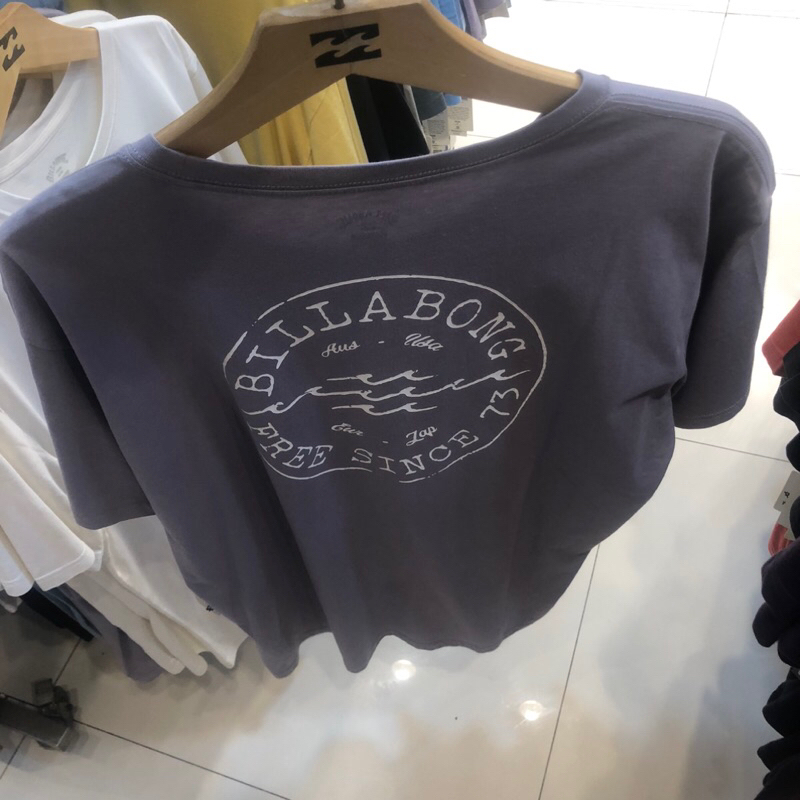 BILLABONG
Aus - Usa
Eur - Jap
FREE SINCE 73